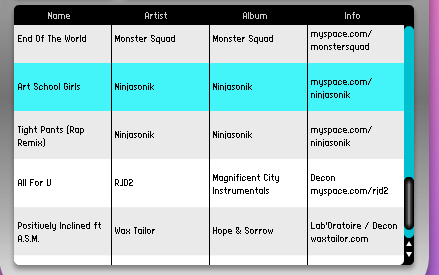 Name Artist Album Info
End Of The World Monster Squad Monster Squad myspace.com/
monstersquad
Art School Girls Ninjasonik Ninjasonik myspace.com/
ninjasonik
Tight Pants (Rap Ninjasonik Ninjasonik myspace.com/
Remix) ninjasonik
All For U RJD2 Magnificent City Decon
Instrumentals myspace.com/rjd2
Positively Inclined ft Wax Tailor Hope & Sorrow Lab'Oratoire / Decon
A.S.M. waxtailor.com